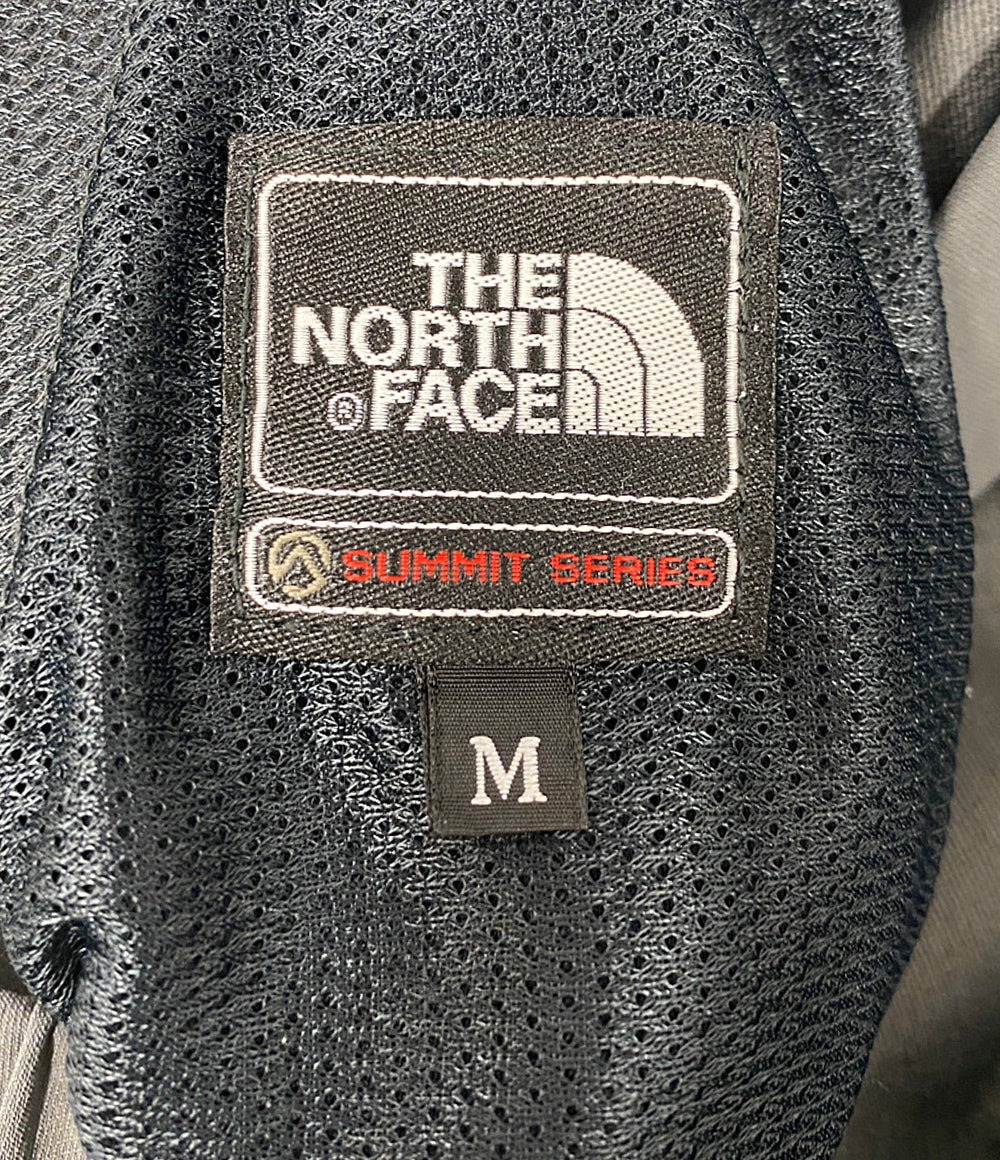 THE
NORTH
®FACE
SUMMIT SERIES
M